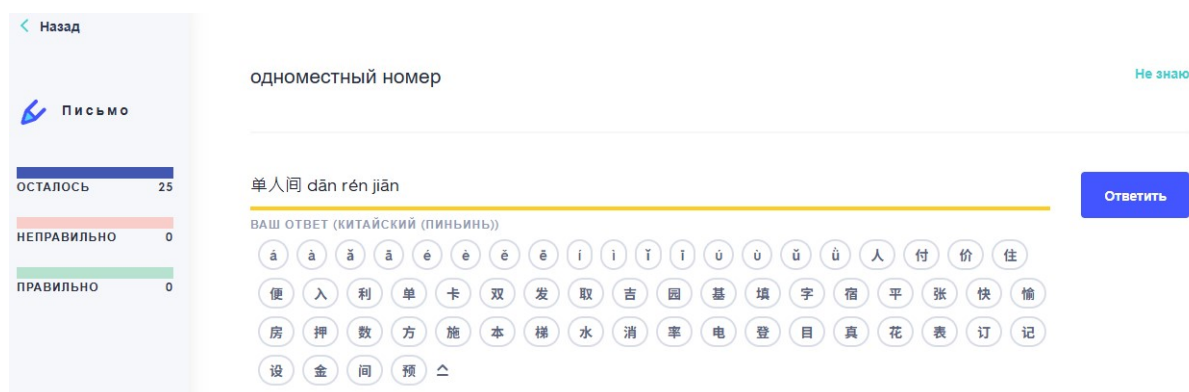 Назад
одноместный номер
Не знаю
Письмо
ОСТАЛОСЬ 25
НЕПРАВИЛЬНО 0
ПРАВИЛЬНО 0
单人间 dān rén jiān
Ответить
ВАШ ОТВЕТ (КИТАЙСКИЙ (ПИНЬИНЬ))
á à ǎ ā é è ě ē í ì ǐ ī ú ù ŭ ǜ 人 付 价 住
便 入 利 单 卡 双 发 取 吉 园 基 填 字 宿 平 张 快 愉
房 押 数 方 施 本 梯 水 消 率 电 登 目 真 花 表 订 记
设 金 间 预